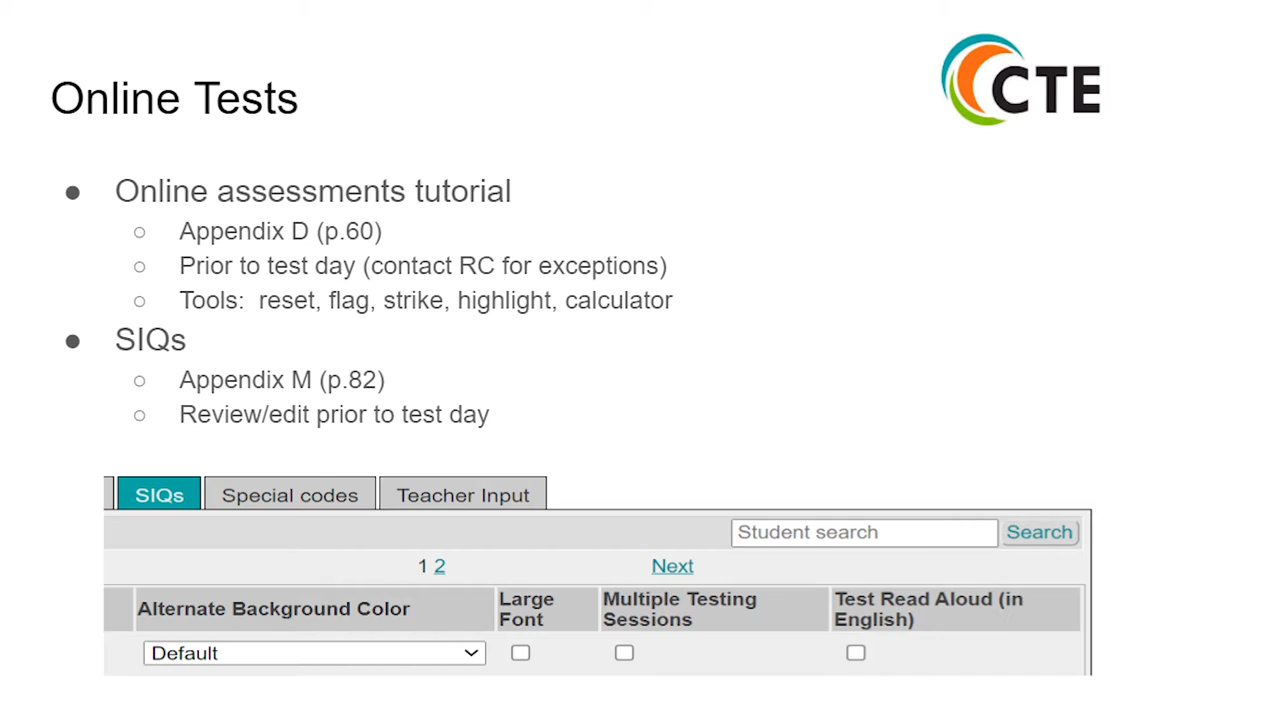 CTE
Online Tests
Online assessments tutorial
Appendix D (p.60)
Prior to test day (contact RC for exceptions)
Tools:  reset, flag, strike, highlight, calculator
SIQs
Appendix M (p.82)
Review/edit prior to test day
SIQs Special codes Teacher Input
Student search Search
1 2 Next
Alternate Background Color Large Font Multiple Testing Sessions Test Read Aloud (in English)
Default